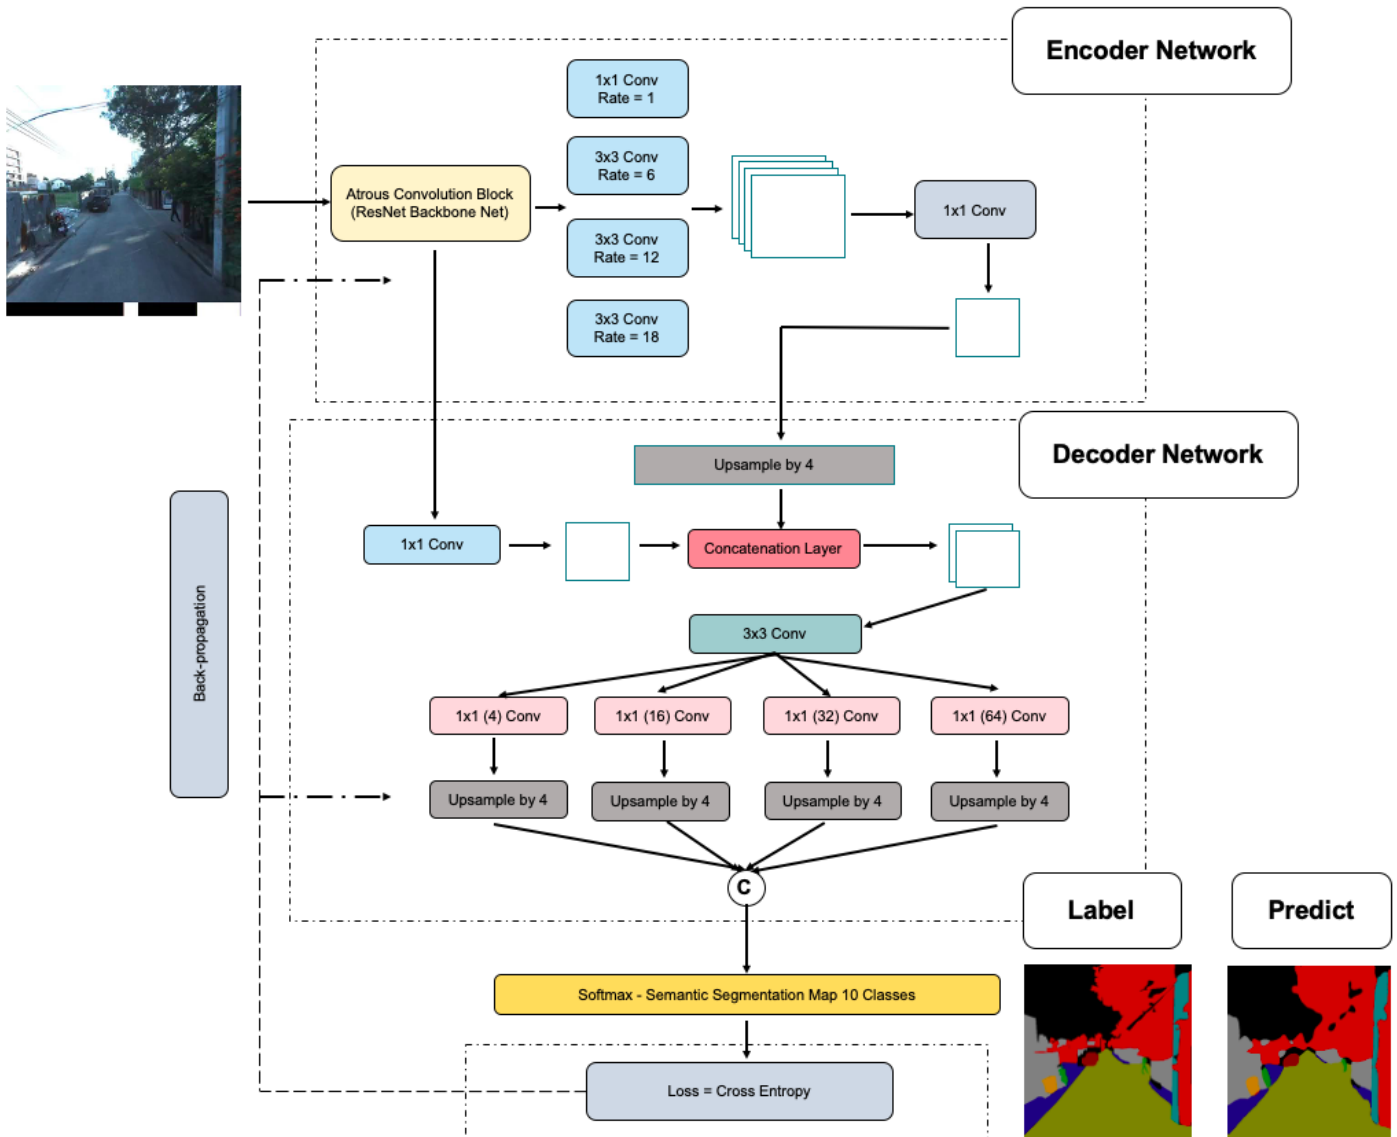 Encoder Network
1x1 Conv
Rate = 1
3x3 Conv
Rate = 6
Atrous Convolution Block
(ResNet Backbone Net)
1x1 Conv
3x3 Conv
Rate = 12
3x3 Conv
Rate = 18
Decoder Network
Upsample by 4
1x1 Conv
Concatenation Layer
Back-propagation
3x3 Conv
1x1 (4) Conv
1x1 (16) Conv
1x1 (32) Conv
1x1 (64) Conv
Upsample by 4
Upsample by 4
Upsample by 4
Upsample by 4
C
Label
Predict
Softmax - Semantic Segmentation Map 10 Classes
Loss = Cross Entropy